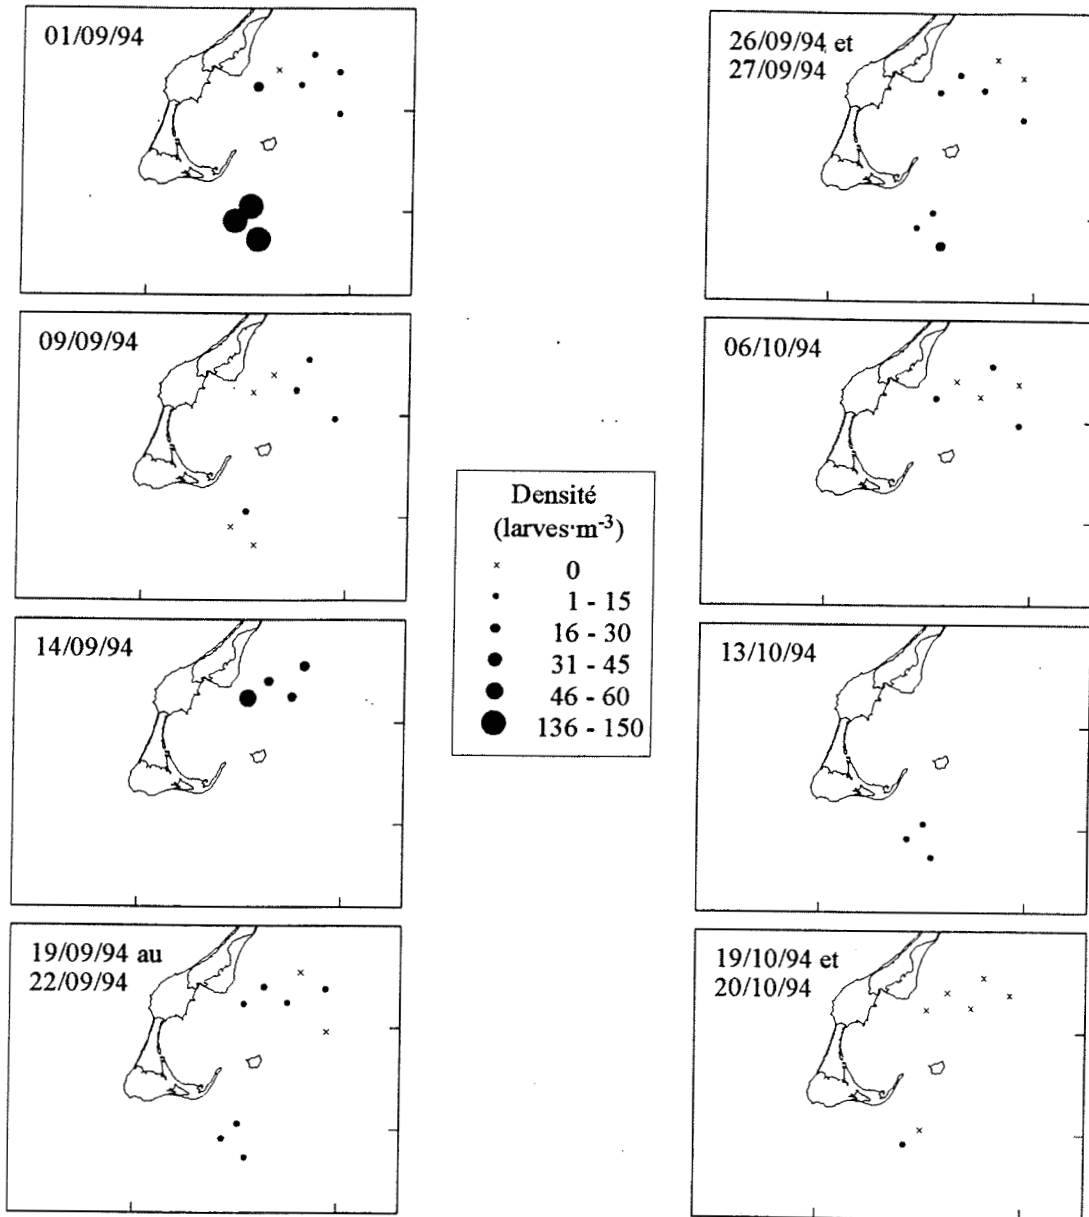 01/09/94
09/09/94
14/09/94
19/09/94 au
22/09/94
Densité
(larves·m⁻³)
× 0
1 - 15
16 - 30
31 - 45
46 - 60
136 - 150
26/09/94 et
27/09/94
06/10/94
13/10/94
19/10/94 et
20/10/94